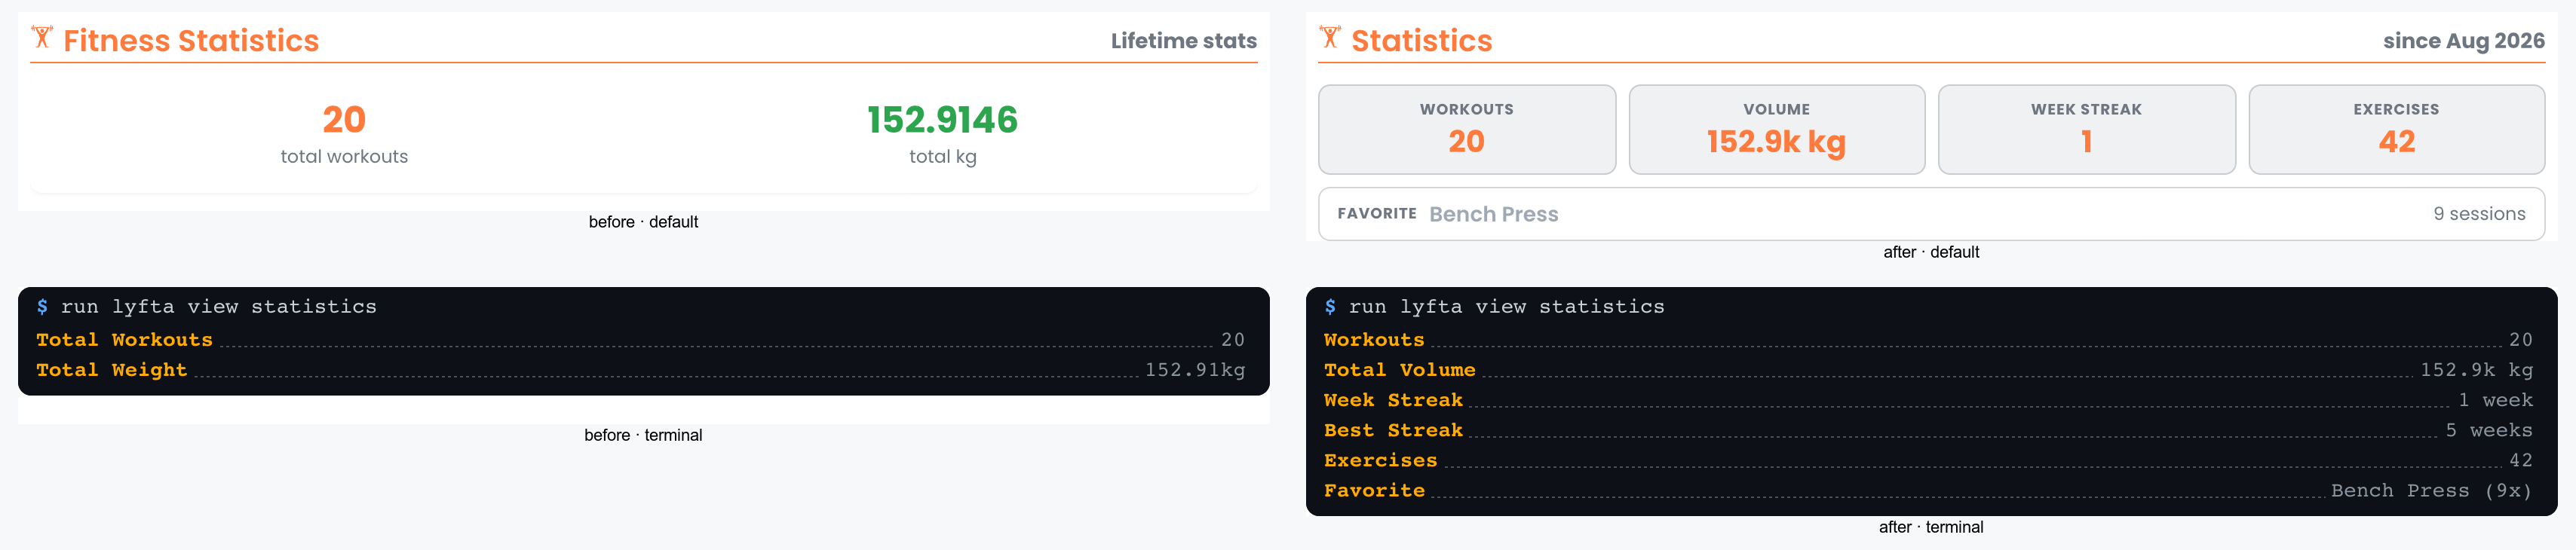 Fitness Statistics
Lifetime stats
20
total workouts
152.9146
total kg
before · default
Statistics
since Aug 2026
WORKOUTS
20
VOLUME
152.9k kg
WEEK STREAK
1
EXERCISES
42
FAVORITE Bench Press
9 sessions
after · default
$ run lyfta view statistics
Total Workouts 20
Total Weight 152.91kg
before · terminal
$ run lyfta view statistics
Workouts 20
Total Volume 152.9k kg
Week Streak 1 week
Best Streak 5 weeks
Exercises 42
Favorite Bench Press (9x)
after · terminal